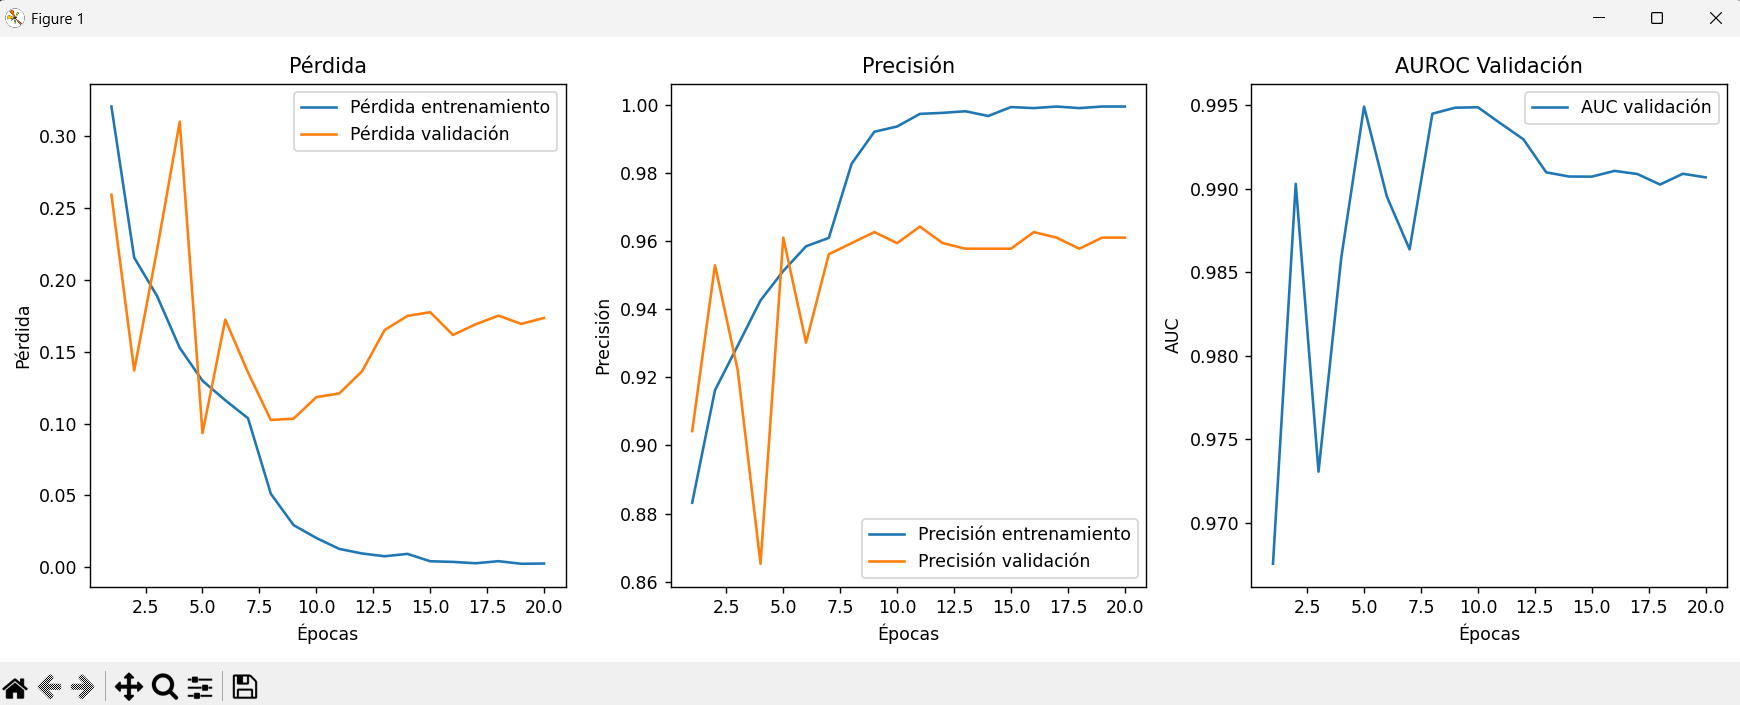 Figure 1
Pérdida
Pérdida entrenamiento
Pérdida validación
0.30
0.25
0.20
0.15
0.10
0.05
0.00
Pérdida
2.5 5.0 7.5 10.0 12.5 15.0 17.5 20.0
Épocas
Precisión
1.00
0.98
0.96
0.94
0.92
0.90
0.88
0.86
Precisión
Precisión entrenamiento
Precisión validación
2.5 5.0 7.5 10.0 12.5 15.0 17.5 20.0
Épocas
AUROC Validación
AUC validación
0.995
0.990
0.985
0.980
0.975
0.970
AUC
2.5 5.0 7.5 10.0 12.5 15.0 17.5 20.0
Épocas